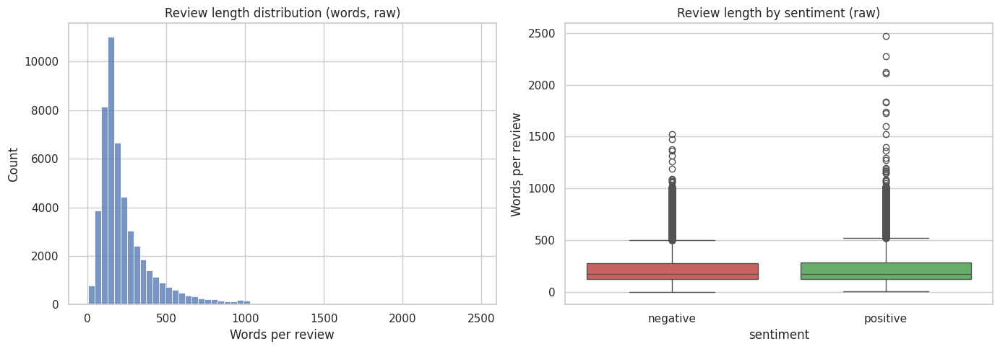 Review length distribution (words, raw)
10000
8000
6000
4000
2000
0
Count
0 500 1000 1500 2000 2500
Words per review
Review length by sentiment (raw)
2500
2000
1500
1000
500
0
Words per review
negative positive
sentiment